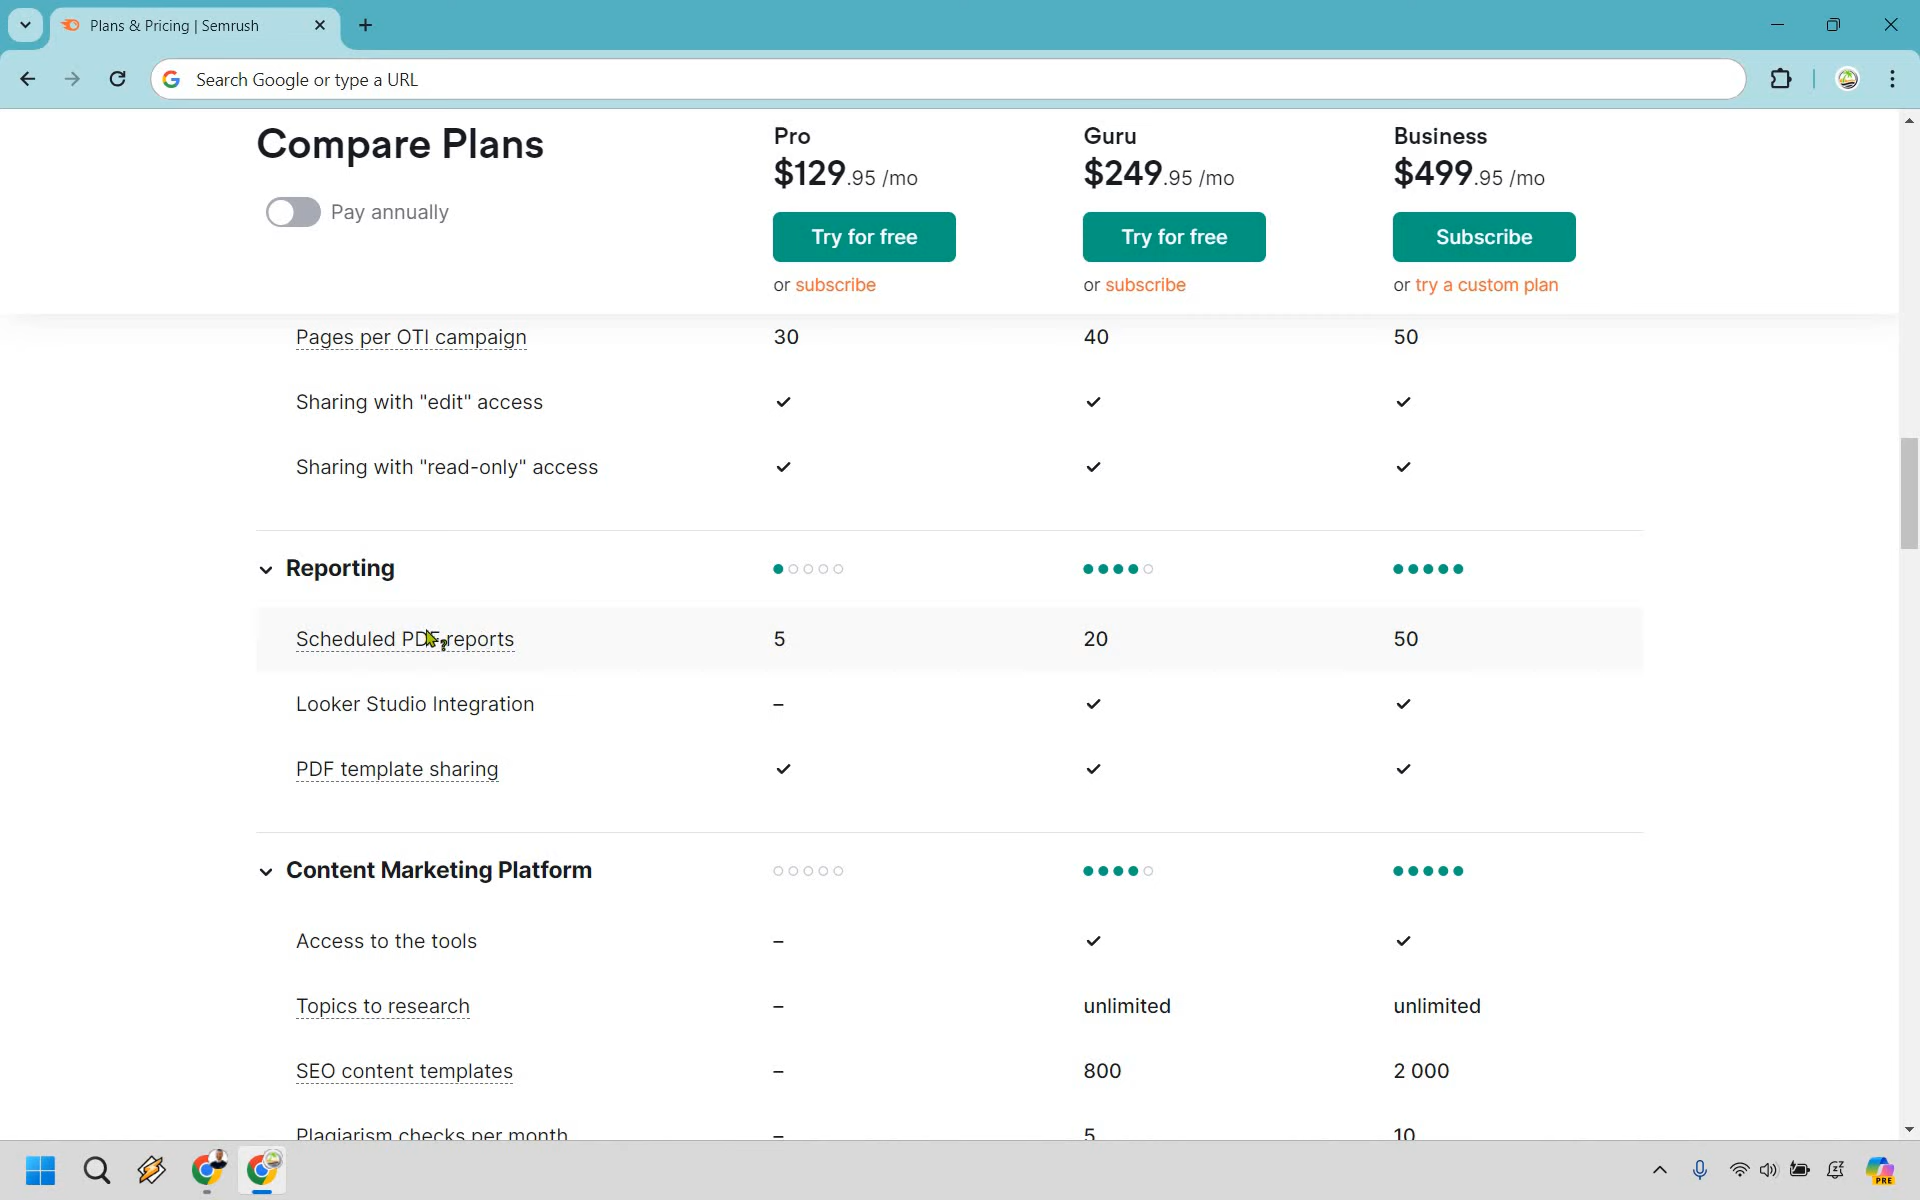 Plans & Pricing | Semrush
Search Google or type a URL
Compare Plans
Pay annually
Pro
$129.95 /mo
Try for free
or subscribe
Guru
$249.95 /mo
Try for free
or subscribe
Business
$499.95 /mo
Subscribe
or try a custom plan
Pages per OTI campaign 30 40 50
Sharing with "edit" access
Sharing with "read-only" access
Reporting
Scheduled PDF reports 5 20 50
Looker Studio Integration –
PDF template sharing
Content Marketing Platform
Access to the tools –
Topics to research – unlimited unlimited
SEO content templates – 800 2 000
Plagiarism checks per month – 5 10
PRE